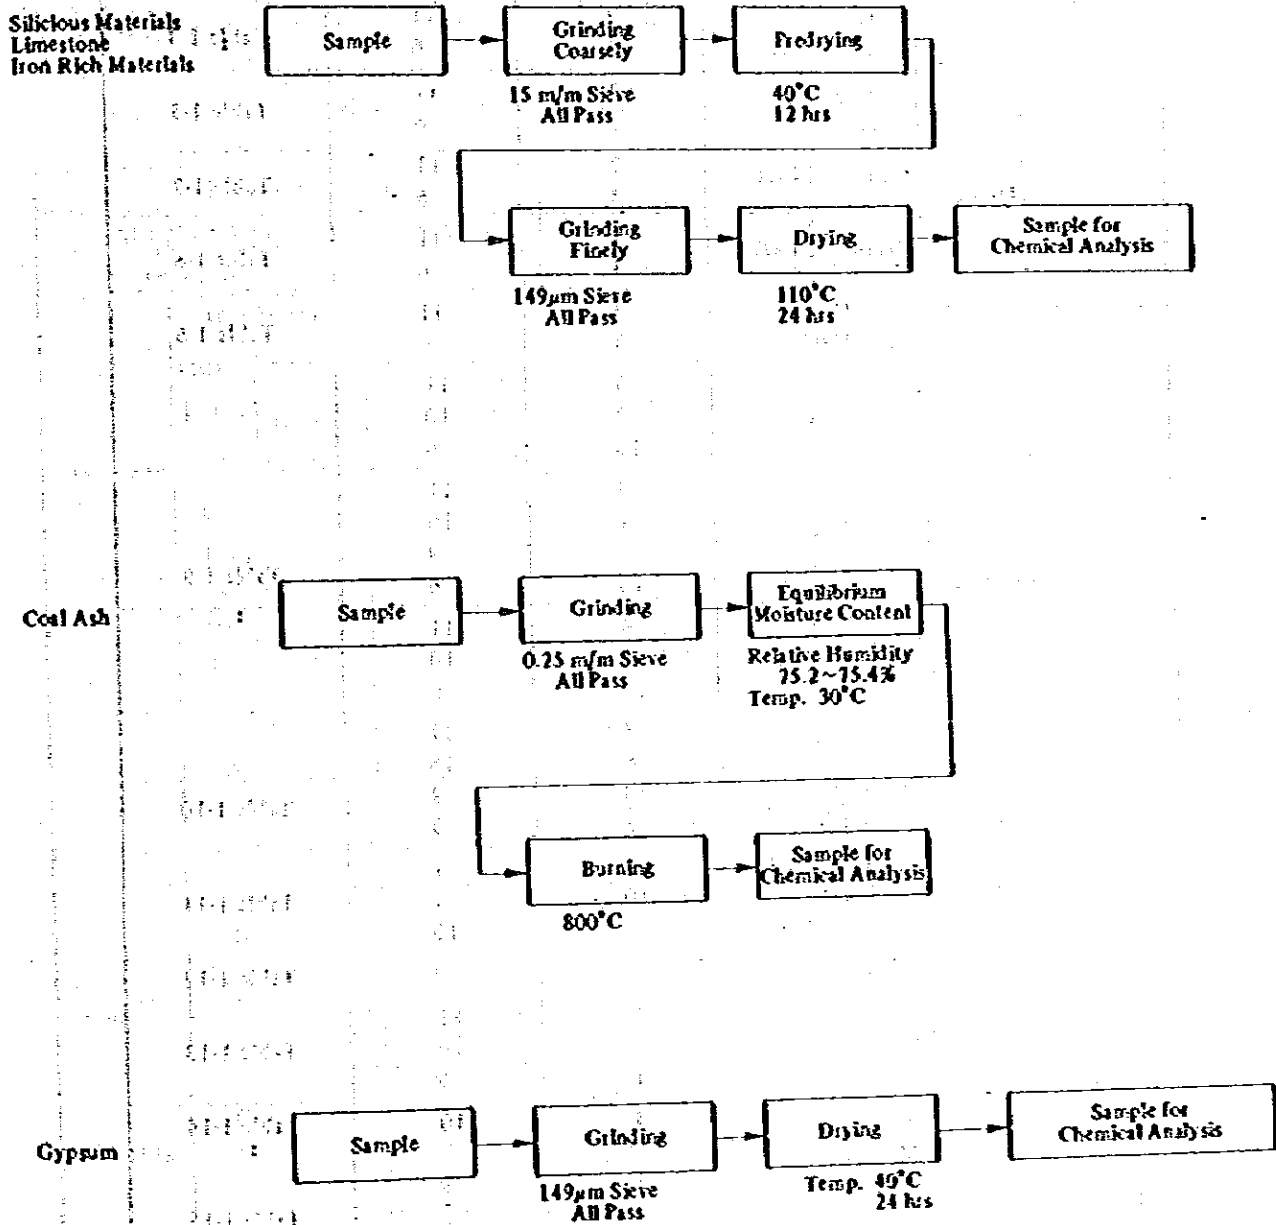 Silicious Materials
Limestone
Iron Rich Materials
:
Sample
Grinding
Coarsely
Predrying
15 m/m Sieve
All Pass
40°C
12 hrs
Grinding
Finely
Drying
Sample for
Chemical Analysis
149μm Sieve
All Pass
110°C
24 hrs
Coal Ash :
Sample
Grinding
Equilibrium
Moisture Content
0.25 m/m Sieve
All Pass
Relative Humidity
75.2~75.4%
Temp. 30°C
Burning
Sample for
Chemical Analysis
800°C
Gypsum :
Sample
Grinding
Drying
Sample for
Chemical Analysis
149μm Sieve
All Pass
Temp. 40°C
24 hrs